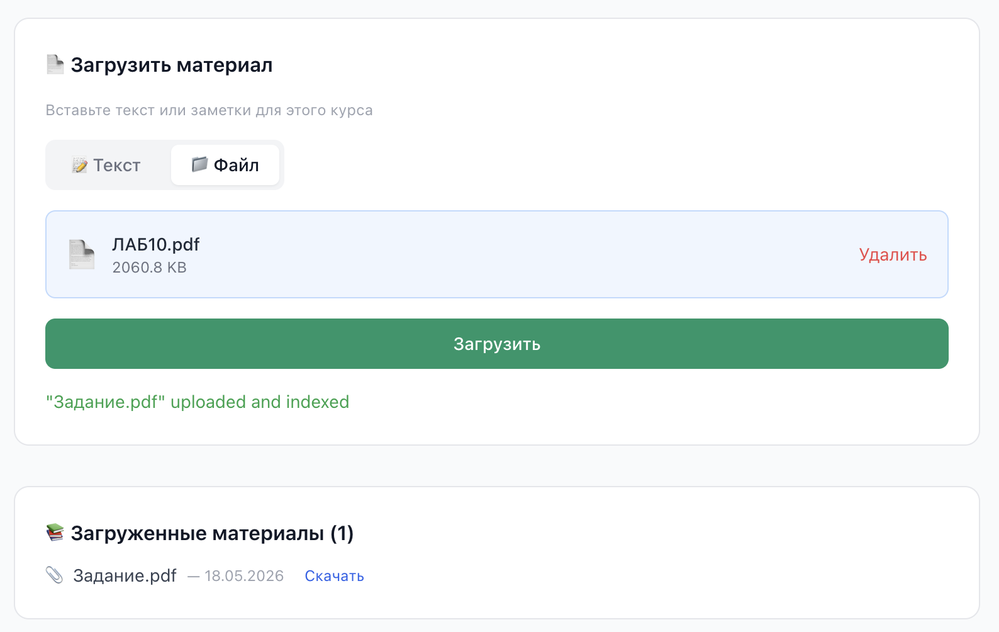 Загрузить материал
Вставьте текст или заметки для этого курса
Текст Файл
ЛАБ10.pdf
2060.8 KB
Удалить
Загрузить
"Задание.pdf" uploaded and indexed
Загруженные материалы (1)
Задание.pdf — 18.05.2026 Скачать